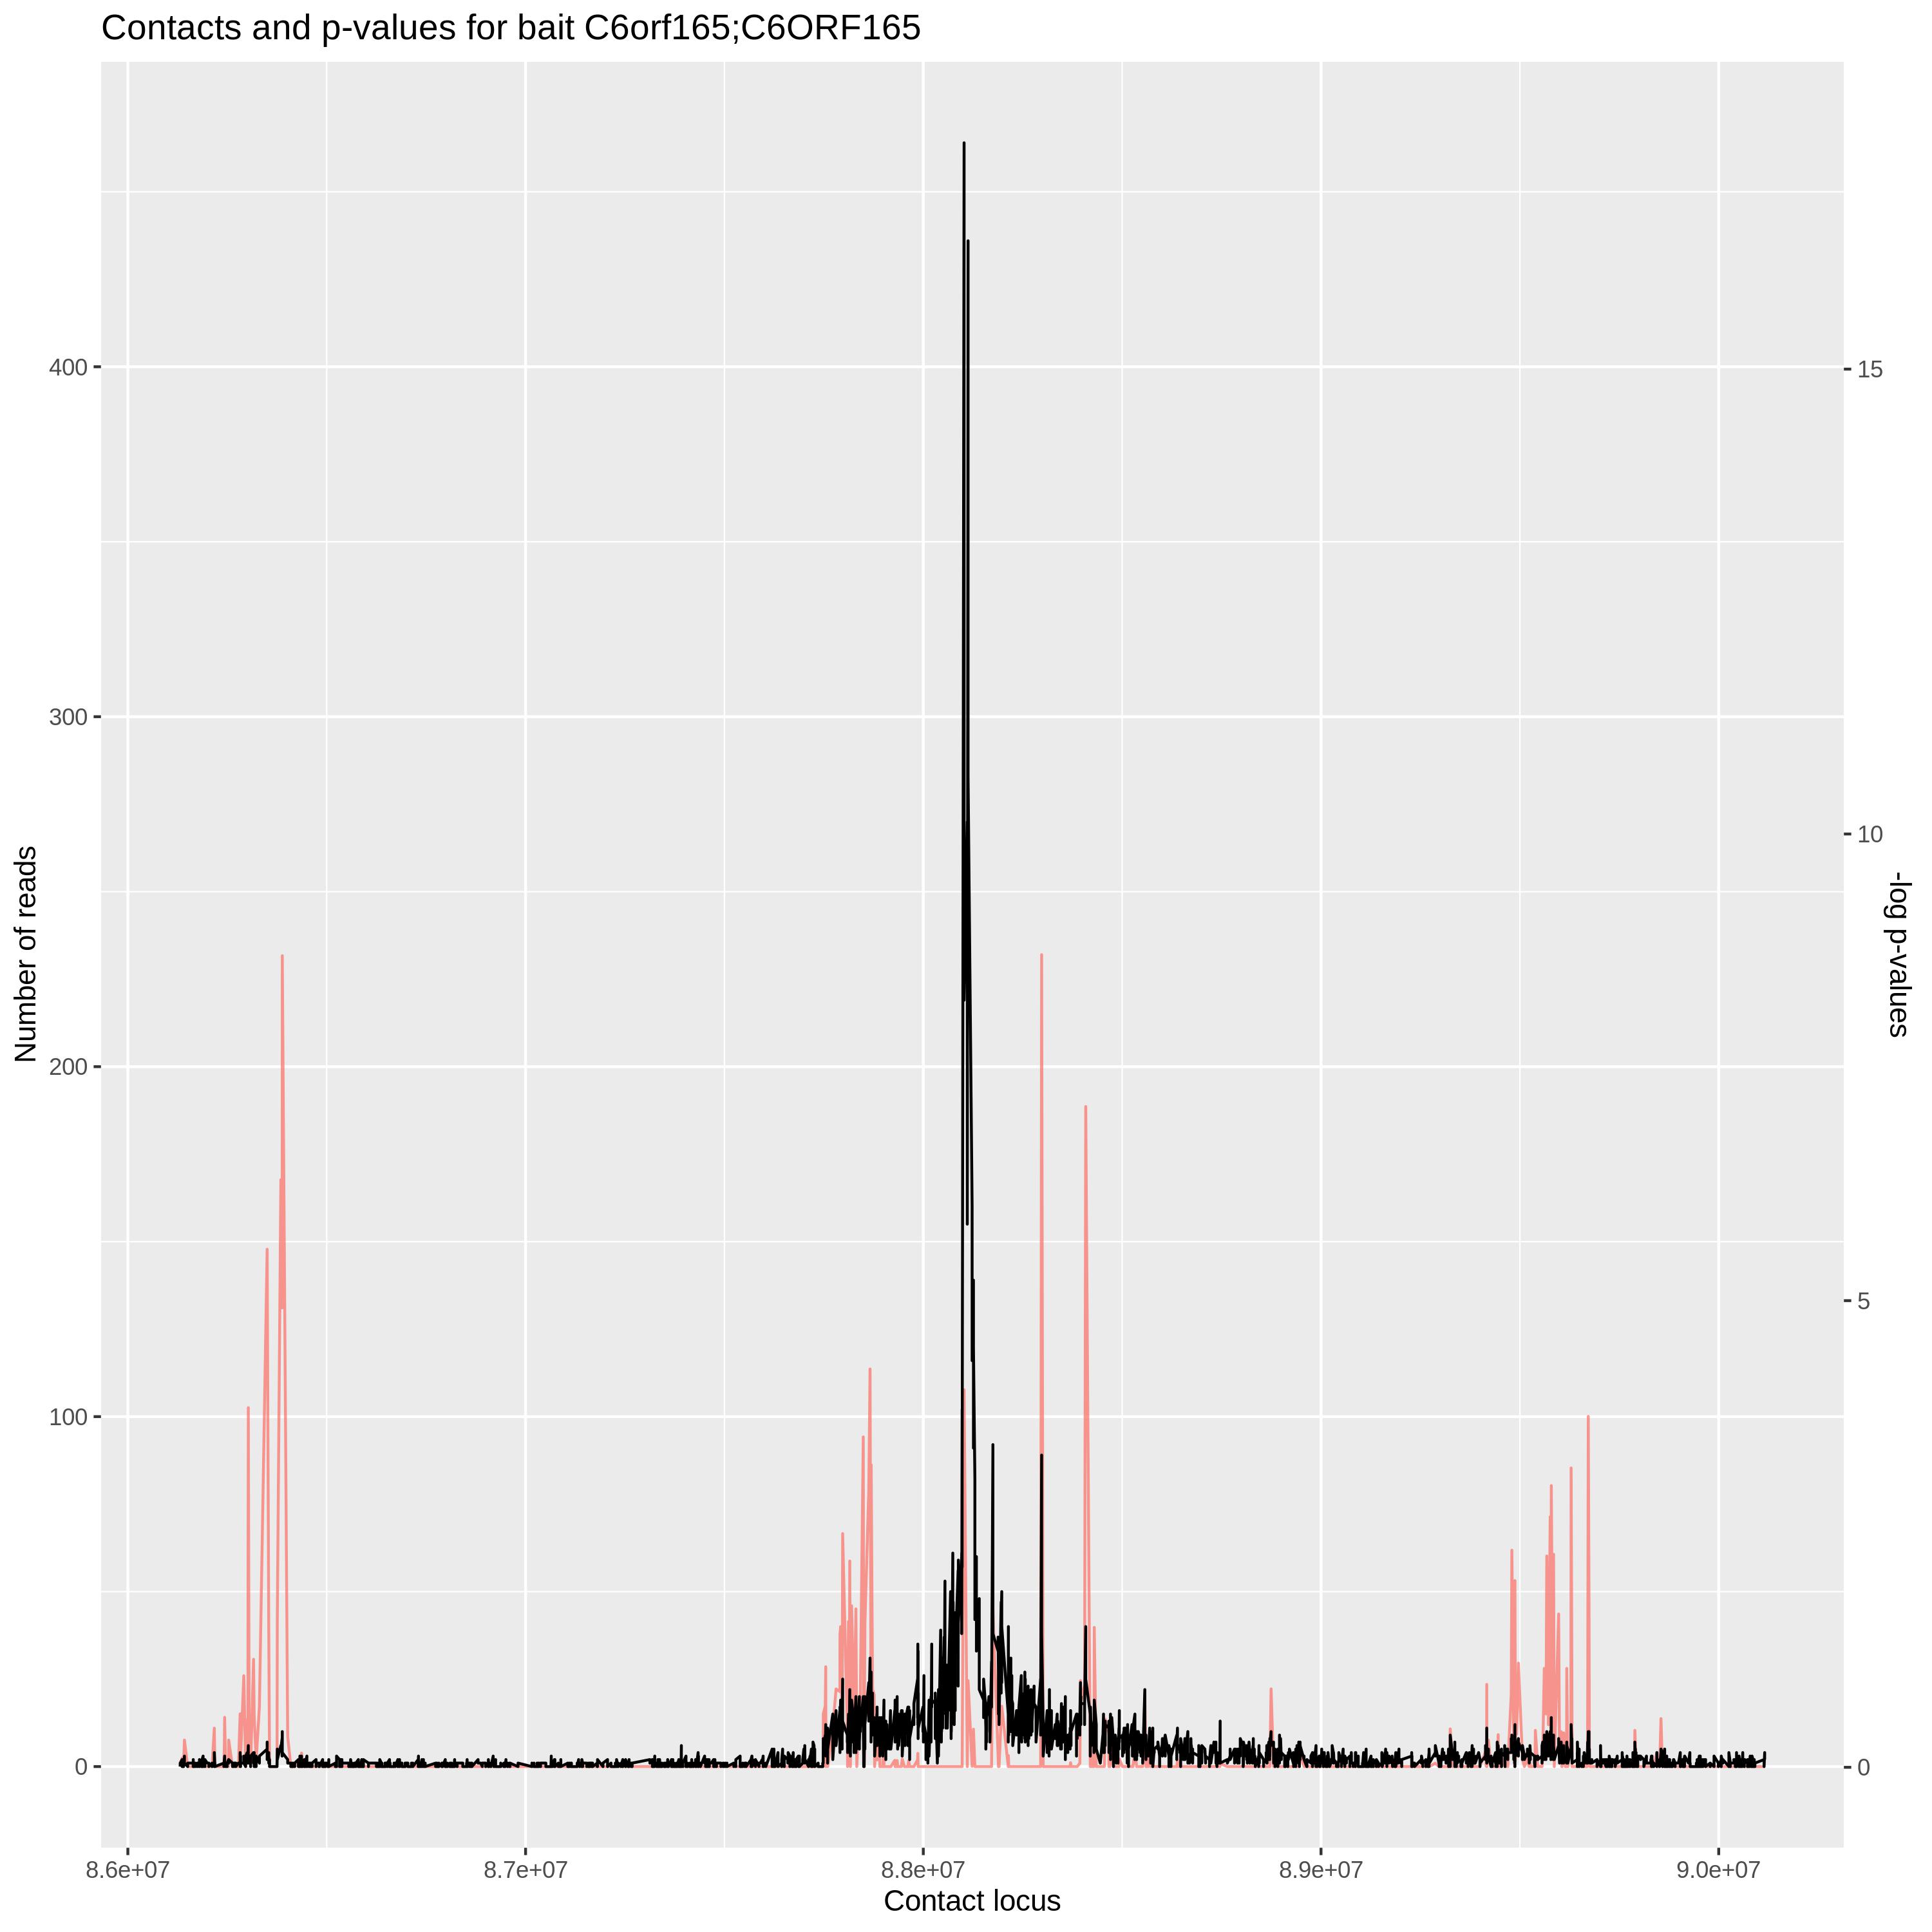 Contacts and p-values for bait C6orf165;C6ORF165
400
300
200
100
0
15
10
5
0
Number of reads
-log p-values
8.6e+07 8.7e+07 8.8e+07 8.9e+07 9.0e+07
Contact locus